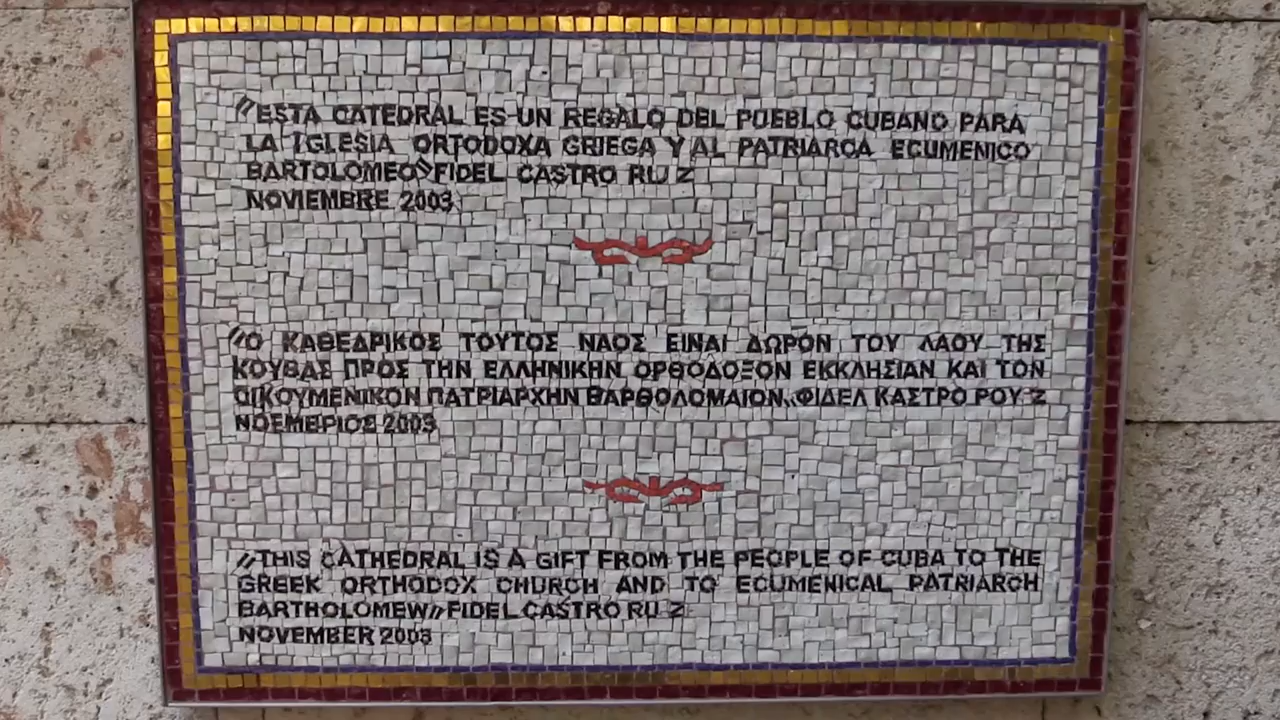 "ESTA CATEDRAL ES UN REGALO DEL PUEBLO CUBANO PARA
LA IGLESIA ORTODOXA GRIEGA Y AL PATRIARCA ECUMENICO
BARTOLOMEO» FIDEL CASTRO RUZ
NOVIEMBRE 2003
"Ο ΚΑΘΕΔΡΙΚΟΣ ΤΟΥΤΟΣ ΝΑΟΣ ΕΙΝΑΙ ΔΩΡΟΝ ΤΟΥ ΛΑΟΥ ΤΗΣ
ΚΟΥΒΑΣ ΠΡΟΣ ΤΗΝ ΕΛΛΗΝΙΚΗΝ ΟΡΘΟΔΟΞΟΝ ΕΚΚΛΗΣΙΑΝ ΚΑΙ ΤΟΝ
ΟΙΚΟΥΜΕΝΙΚΟΝ ΠΑΤΡΙΑΡΧΗΝ ΒΑΡΘΟΛΟΜΑΙΟΝ„ ΦΙΔΕΛ ΚΑΣΤΡΟ ΡΟΥΖ
ΝΟΕΜΒΡΙΟΣ 2003
"THIS CATHEDRAL IS A GIFT FROM THE PEOPLE OF CUBA TO THE
GREEK ORTHODOX CHURCH AND TO ECUMENICAL PATRIARCH
BARTHOLOMEW" FIDEL CASTRO RUZ
NOVEMBER 2003